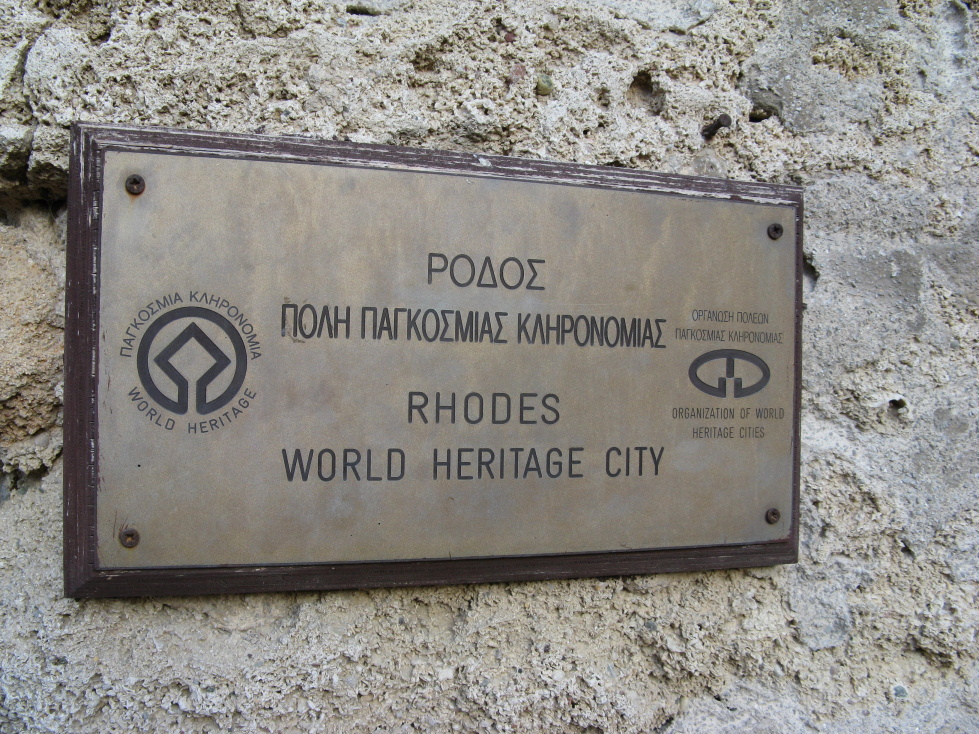 ΡΟΔΟΣ
ΠΟΛΗ ΠΑΓΚΟΣΜΙΑΣ ΚΛΗΡΟΝΟΜΙΑΣ
RHODES
WORLD HERITAGE CITY
ΠΑΓΚΟΣΜΙΑ ΚΛΗΡΟΝΟΜΙΑ
WORLD HERITAGE
ΟΡΓΑΝΩΣΗ ΠΟΛΕΩΝ
ΠΑΓΚΟΣΜΙΑΣ ΚΛΗΡΟΝΟΜΙΑΣ
ORGANIZATION OF WORLD
HERITAGE CITIES